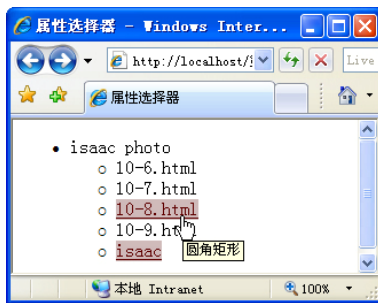 属性选择器 - Windows Inter...
http://localhost/
Live
属性选择器
isaac photo
10-6.html
10-7.html
10-8.html
10-9.html
isaac
圆角矩形
本地 Intranet
100%